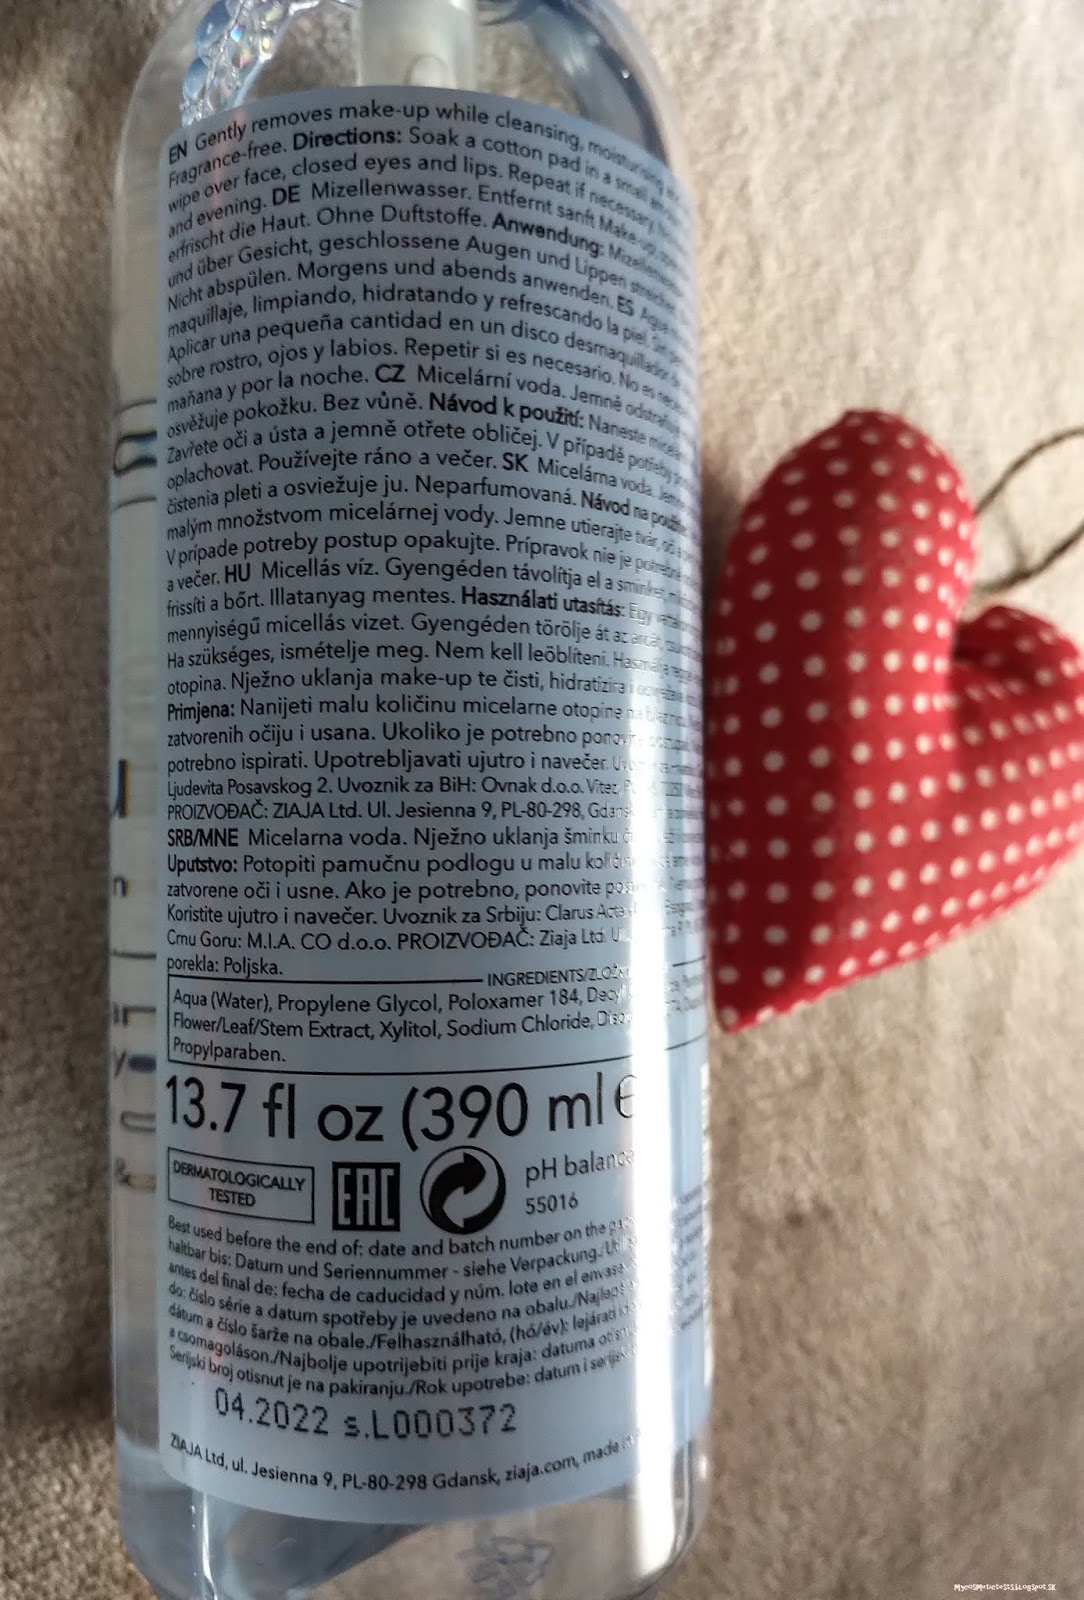 EN Gently removes make-up while cleansing, moisturising
Fragrance-free. Directions: Soak a cotton pad in a small
wipe over face, closed eyes and lips. Repeat if necessary.
and evening. DE Mizellenwasser. Entfernt sanft Make-up,
erfrischt die Haut. Ohne Duftstoffe. Anwendung:
und über Gesicht, geschlossene Augen und Lippen streichen.
Nicht abspülen. Morgens und abends anwenden. ES Agua
maquillaje, limpiando, hidratando y refrescando la piel. Sin
Aplicar una pequeña cantidad en un disco desmaquillador
sobre rostro, ojos y labios. Repetir si es necesario. No es
mañana y por la noche. CZ Micelární voda. Jemně
osvěžuje pokožku. Bez vůně. Návod k použití: Naneste
Zavřete oči a ústa a jemně otřete obličej. V případě potřeby
oplachovat. Používejte ráno a večer. SK Micelárna voda.
čistenia pleti a osviežuje ju. Neparfumovaná. Návod na
malým množstvom micelárnej vody. Jemne utierajte tvár,
V prípade potreby postup opakujte. Prípravok nie je potrebné
a večer. HU Micellás víz. Gyengéden távolítja el a sminket,
frissíti a bőrt. Illatanyag mentes. Használati utasítás: Egy
mennyiségű micellás vizet. Gyengéden törölje át az arcát,
Ha szükséges, ismételje meg. Nem kell leöblíteni.
otopina. Nježno uklanja make-up te čisti, hidratizira i
Primjena: Nanijeti malu količinu micelarne otopine
zatvorenih očiju i usana. Ukoliko je potrebno
potrebno ispirati. Upotrebljavati ujutro i navečer.
Ljudevita Posavskog 2. Uvoznik za BiH: Ovnak d.o.o. Vitez,
PROIZVOĐAČ: ZIAJA Ltd. Ul. Jesienna 9, PL-80-298,
SRB/MNE Micelarna voda. Nježno uklanja šminku
Uputstvo: Potopiti pamučnu podlogu u malu
zatvorene oči i usne. Ako je potrebno, ponovite
Koristite ujutro i navečer. Uvoznik za Srbiju: Clarus
Crnu Goru: M.I.A. CO d.o.o. PROIZVOĐAČ: Ziaja Ltd.
porekla: Poljska.
INGREDIENTS/
Aqua (Water), Propylene Glycol, Poloxamer 184,
Flower/Leaf/Stem Extract, Xylitol, Sodium Chloride,
Propylparaben.
13.7 fl oz (390 ml e
DERMATOLOGICALLY
TESTED
EAC
pH
55016
Best used before the end of: date and batch number on the
haltbar bis: Datum und Seriennummer - siehe Verpackung./
antes del final de: fecha de caducidad y núm. lote en el
do: číslo série a datum spotřeby je uvedeno na obalu./
dátum a číslo šarže na obale./Felhasználható, (hó/év):
a csomagoláson./Najbolje upotrijebiti prije kraja: datuma
Serijski broj otisnut je na pakiranju./Rok upotrebe: datum i
04.2022 s.L000372
ZIAJA Ltd, ul. Jesienna 9, PL-80-298 Gdansk, ziaja.com, made
Mycosmetictests.blogspot.sk